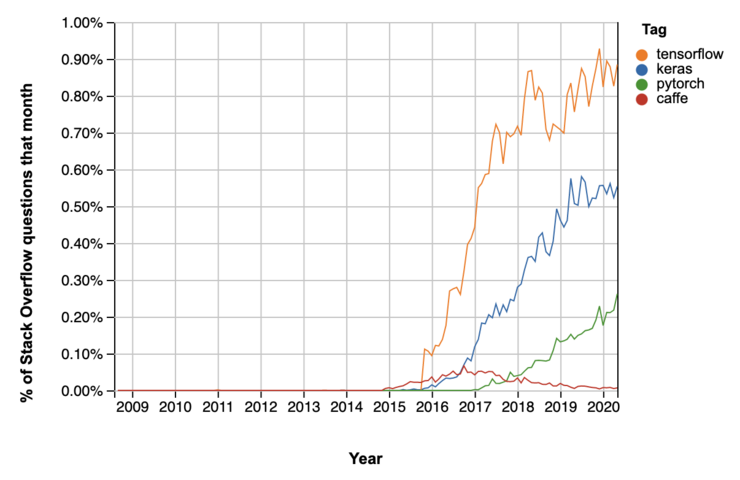 % of Stack Overflow questions that month
1.00%
0.90%
0.80%
0.70%
0.60%
0.50%
0.40%
0.30%
0.20%
0.10%
0.00%
2009 2010 2011 2012 2013 2014 2015 2016 2017 2018 2019 2020
Year
Tag
tensorflow
keras
pytorch
caffe